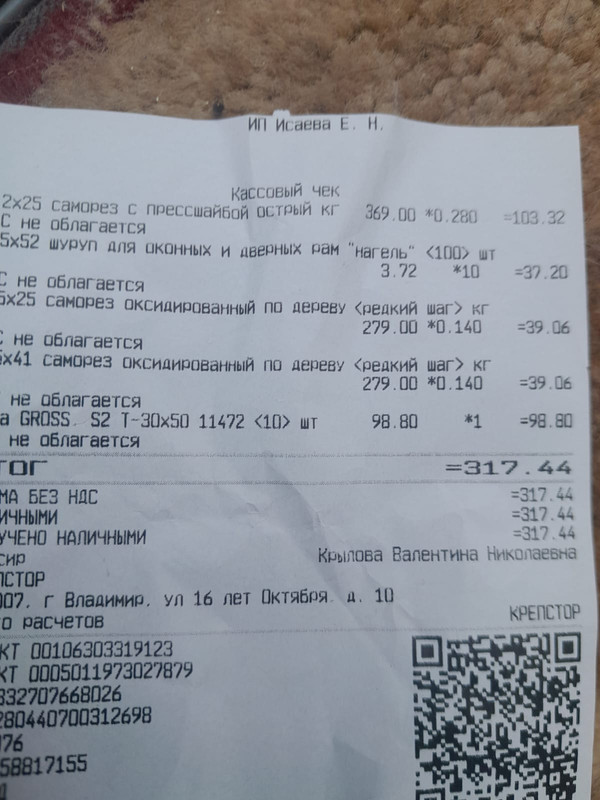 ИП Исаева Е. Н.
Кассовый чек
2x25 саморез с прессшайбой острый кг 369.00 *0.280 =103.32
С не облагается
5x52 шуруп для оконных и дверных рам "нагель" <100> шт
3.72 *10 =37.20
С не облагается
5x25 саморез оксидированный по дереву <редкий шаг> кг
279.00 *0.140 =39.06
С не облагается
5x41 саморез оксидированный по дереву <редкий шаг> кг
279.00 *0.140 =39.06
не облагается
а GROSS. S2 T-30x50 11472 <10> шт 98.80 *1 =98.80
не облагается
ТОГ =317.44
МА БЕЗ НДС =317.44
ИЧНЫМИ =317.44
УЧЕНО НАЛИЧНЫМИ =317.44
сир Крылова Валентина Николаевна
ПСТОР
007, г Владимир, ул 16 лет Октября. д. 10
о расчетов КРЕПСТОР
КТ 00106303319123
КТ 0005011973027879
332707668026
280440700312698
076
58817155